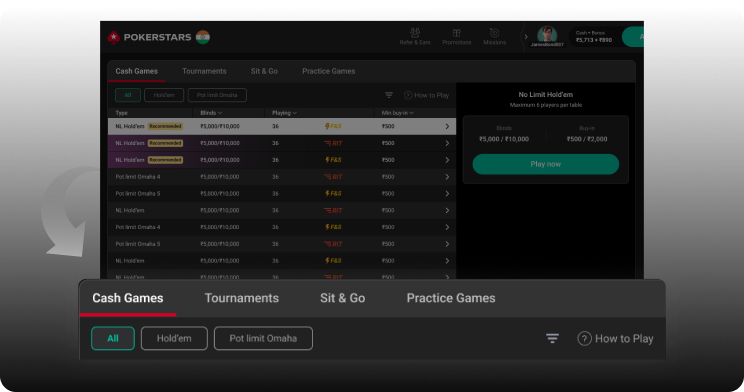 POKERSTARS
Refer & Earn Promotions Missions JamesBond007 Cash + Bonus ₹5,713 + ₹890
Cash Games Tournaments Sit & Go Practice Games
All Hold'em Pot limit Omaha ? How to Play
Type Blinds Playing Min buy-in
NL Hold'em Recommended ₹5,000/₹10,000 36 F&S ₹500
NL Hold'em Recommended ₹5,000/₹10,000 36 RIT ₹500
NL Hold'em Recommended ₹5,000/₹10,000 36 F&S ₹500
Pot limit Omaha 4 ₹5,000/₹10,000 36 RIT ₹500
Pot limit Omaha 5 ₹5,000/₹10,000 36 F&S ₹500
NL Hold'em ₹5,000/₹10,000 36 RIT ₹500
Pot limit Omaha 4 ₹5,000/₹10,000 36 F&S ₹500
Pot limit Omaha 5 ₹5,000/₹10,000 36 RIT ₹500
NL Hold'em ₹5,000/₹10,000 36 F&S ₹500
NL Hold'em ₹5,000/₹10,000 36 RIT ₹500
No Limit Hold'em
Maximum 6 players per table
Blinds Buy-in
₹5,000 / ₹10,000 ₹500 / ₹2,000
Play now
Cash Games Tournaments Sit & Go Practice Games
All Hold'em Pot limit Omaha ? How to Play